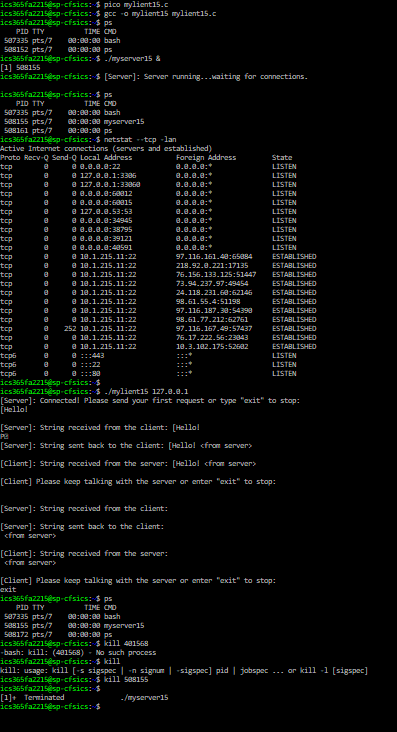 ics365fa2215@sp-cfsics:~$ pico mylient15.c
ics365fa2215@sp-cfsics:~$ gcc -o mylient15 mylient15.c
ics365fa2215@sp-cfsics:~$ ps
PID TTY TIME CMD
507335 pts/7 00:00:00 bash
508152 pts/7 00:00:00 ps
ics365fa2215@sp-cfsics:~$ ./myserver15 &
[1] 508155
ics365fa2215@sp-cfsics:~$ [Server]: Server running...waiting for connections.
ics365fa2215@sp-cfsics:~$ ps
PID TTY TIME CMD
507335 pts/7 00:00:00 bash
508155 pts/7 00:00:00 myserver15
508161 pts/7 00:00:00 ps
ics365fa2215@sp-cfsics:~$ netstat --tcp -lan
Active Internet connections (servers and established)
Proto Recv-Q Send-Q Local Address Foreign Address State
tcp 0 0 0.0.0.0:22 0.0.0.0:* LISTEN
tcp 0 0 127.0.0.1:3306 0.0.0.0:* LISTEN
tcp 0 0 127.0.0.1:33060 0.0.0.0:* LISTEN
tcp 0 0 0.0.0.0:60012 0.0.0.0:* LISTEN
tcp 0 0 0.0.0.0:60015 0.0.0.0:* LISTEN
tcp 0 0 127.0.0.53:53 0.0.0.0:* LISTEN
tcp 0 0 0.0.0.0:34945 0.0.0.0:* LISTEN
tcp 0 0 0.0.0.0:38795 0.0.0.0:* LISTEN
tcp 0 0 0.0.0.0:39121 0.0.0.0:* LISTEN
tcp 0 0 0.0.0.0:40591 0.0.0.0:* LISTEN
tcp 0 0 10.1.215.11:22 97.116.161.40:65084 ESTABLISHED
tcp 0 0 10.1.215.11:22 218.92.0.221:17135 ESTABLISHED
tcp 0 0 10.1.215.11:22 76.156.133.125:51447 ESTABLISHED
tcp 0 0 10.1.215.11:22 73.94.237.97:49454 ESTABLISHED
tcp 0 0 10.1.215.11:22 24.118.231.60:62146 ESTABLISHED
tcp 0 0 10.1.215.11:22 98.61.55.4:51198 ESTABLISHED
tcp 0 0 10.1.215.11:22 97.116.187.30:54390 ESTABLISHED
tcp 0 0 10.1.215.11:22 98.61.77.212:62761 ESTABLISHED
tcp 0 252 10.1.215.11:22 97.116.167.49:57437 ESTABLISHED
tcp 0 0 10.1.215.11:22 76.17.222.56:23043 ESTABLISHED
tcp 0 0 10.1.215.11:22 10.3.102.175:52602 ESTABLISHED
tcp6 0 0 :::443 :::* LISTEN
tcp6 0 0 :::22 :::* LISTEN
tcp6 0 0 :::80 :::* LISTEN
ics365fa2215@sp-cfsics:~$
ics365fa2215@sp-cfsics:~$ ./mylient15 127.0.0.1
[Server]: Connected! Please send your first request or type "exit" to stop:
[Hello!
[Server]: String received from the client: [Hello!
[Server]: String sent back to the client: [Hello! <from server>
[Client]: String received from the server: [Hello! <from server>
[Client] Please keep talking with the server or enter "exit" to stop:
[Server]: String received from the client:
[Server]: String sent back to the client:
<from server>
[Client]: String received from the server:
<from server>
[Client] Please keep talking with the server or enter "exit" to stop:
exit
ics365fa2215@sp-cfsics:~$ ps
PID TTY TIME CMD
507335 pts/7 00:00:00 bash
508155 pts/7 00:00:00 myserver15
508172 pts/7 00:00:00 ps
ics365fa2215@sp-cfsics:~$ kill 401568
-bash: kill: (401568) - No such process
ics365fa2215@sp-cfsics:~$ kill
kill: usage: kill [-s sigspec | -n signum | -sigspec] pid | jobspec ... or kill -l [sigspec]
ics365fa2215@sp-cfsics:~$ kill 508155
ics365fa2215@sp-cfsics:~$
[1]+ Terminated ./myserver15
ics365fa2215@sp-cfsics:~$